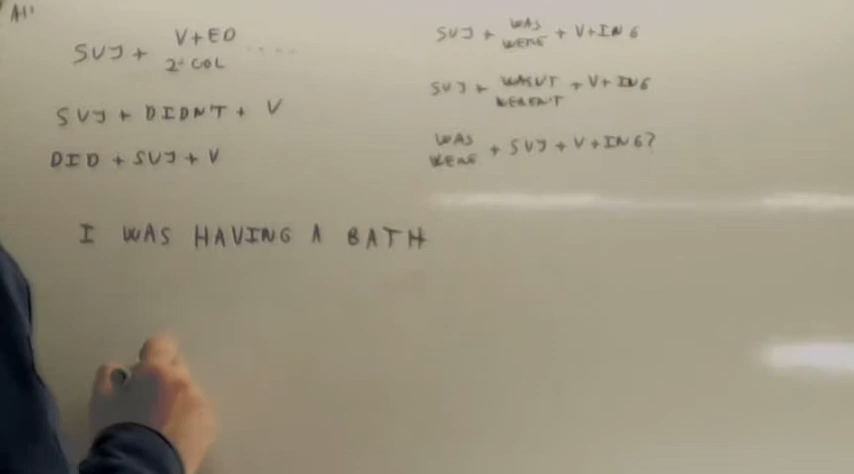 SUJ + V+ED ....
2ª COL
SUJ + DIDN'T + V
DID + SUJ + V
SUJ + WAS + V+ING
WERE
SUJ + WASN'T + V+ING
WEREN'T
WAS + SUJ + V+ING?
WERE
I WAS HAVING A BATH